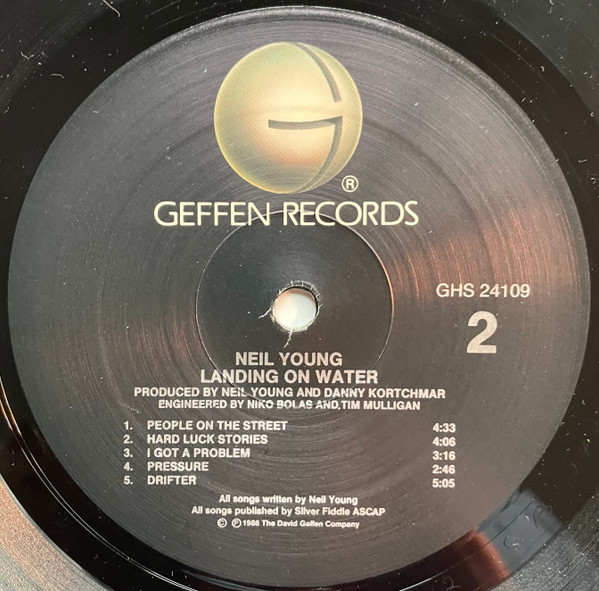 ®
GEFFEN RECORDS
GHS 24109
2
NEIL YOUNG
LANDING ON WATER
PRODUCED BY NEIL YOUNG AND DANNY KORTCHMAR
ENGINEERED BY NIKO BOLAS AND TIM MULLIGAN
1. PEOPLE ON THE STREET 4:33
2. HARD LUCK STORIES 4:06
3. I GOT A PROBLEM 3:16
4. PRESSURE 2:46
5. DRIFTER 5:05
All songs written by Neil Young
All songs published by Silver Fiddle ASCAP
© ℗ 1986 The David Geffen Company